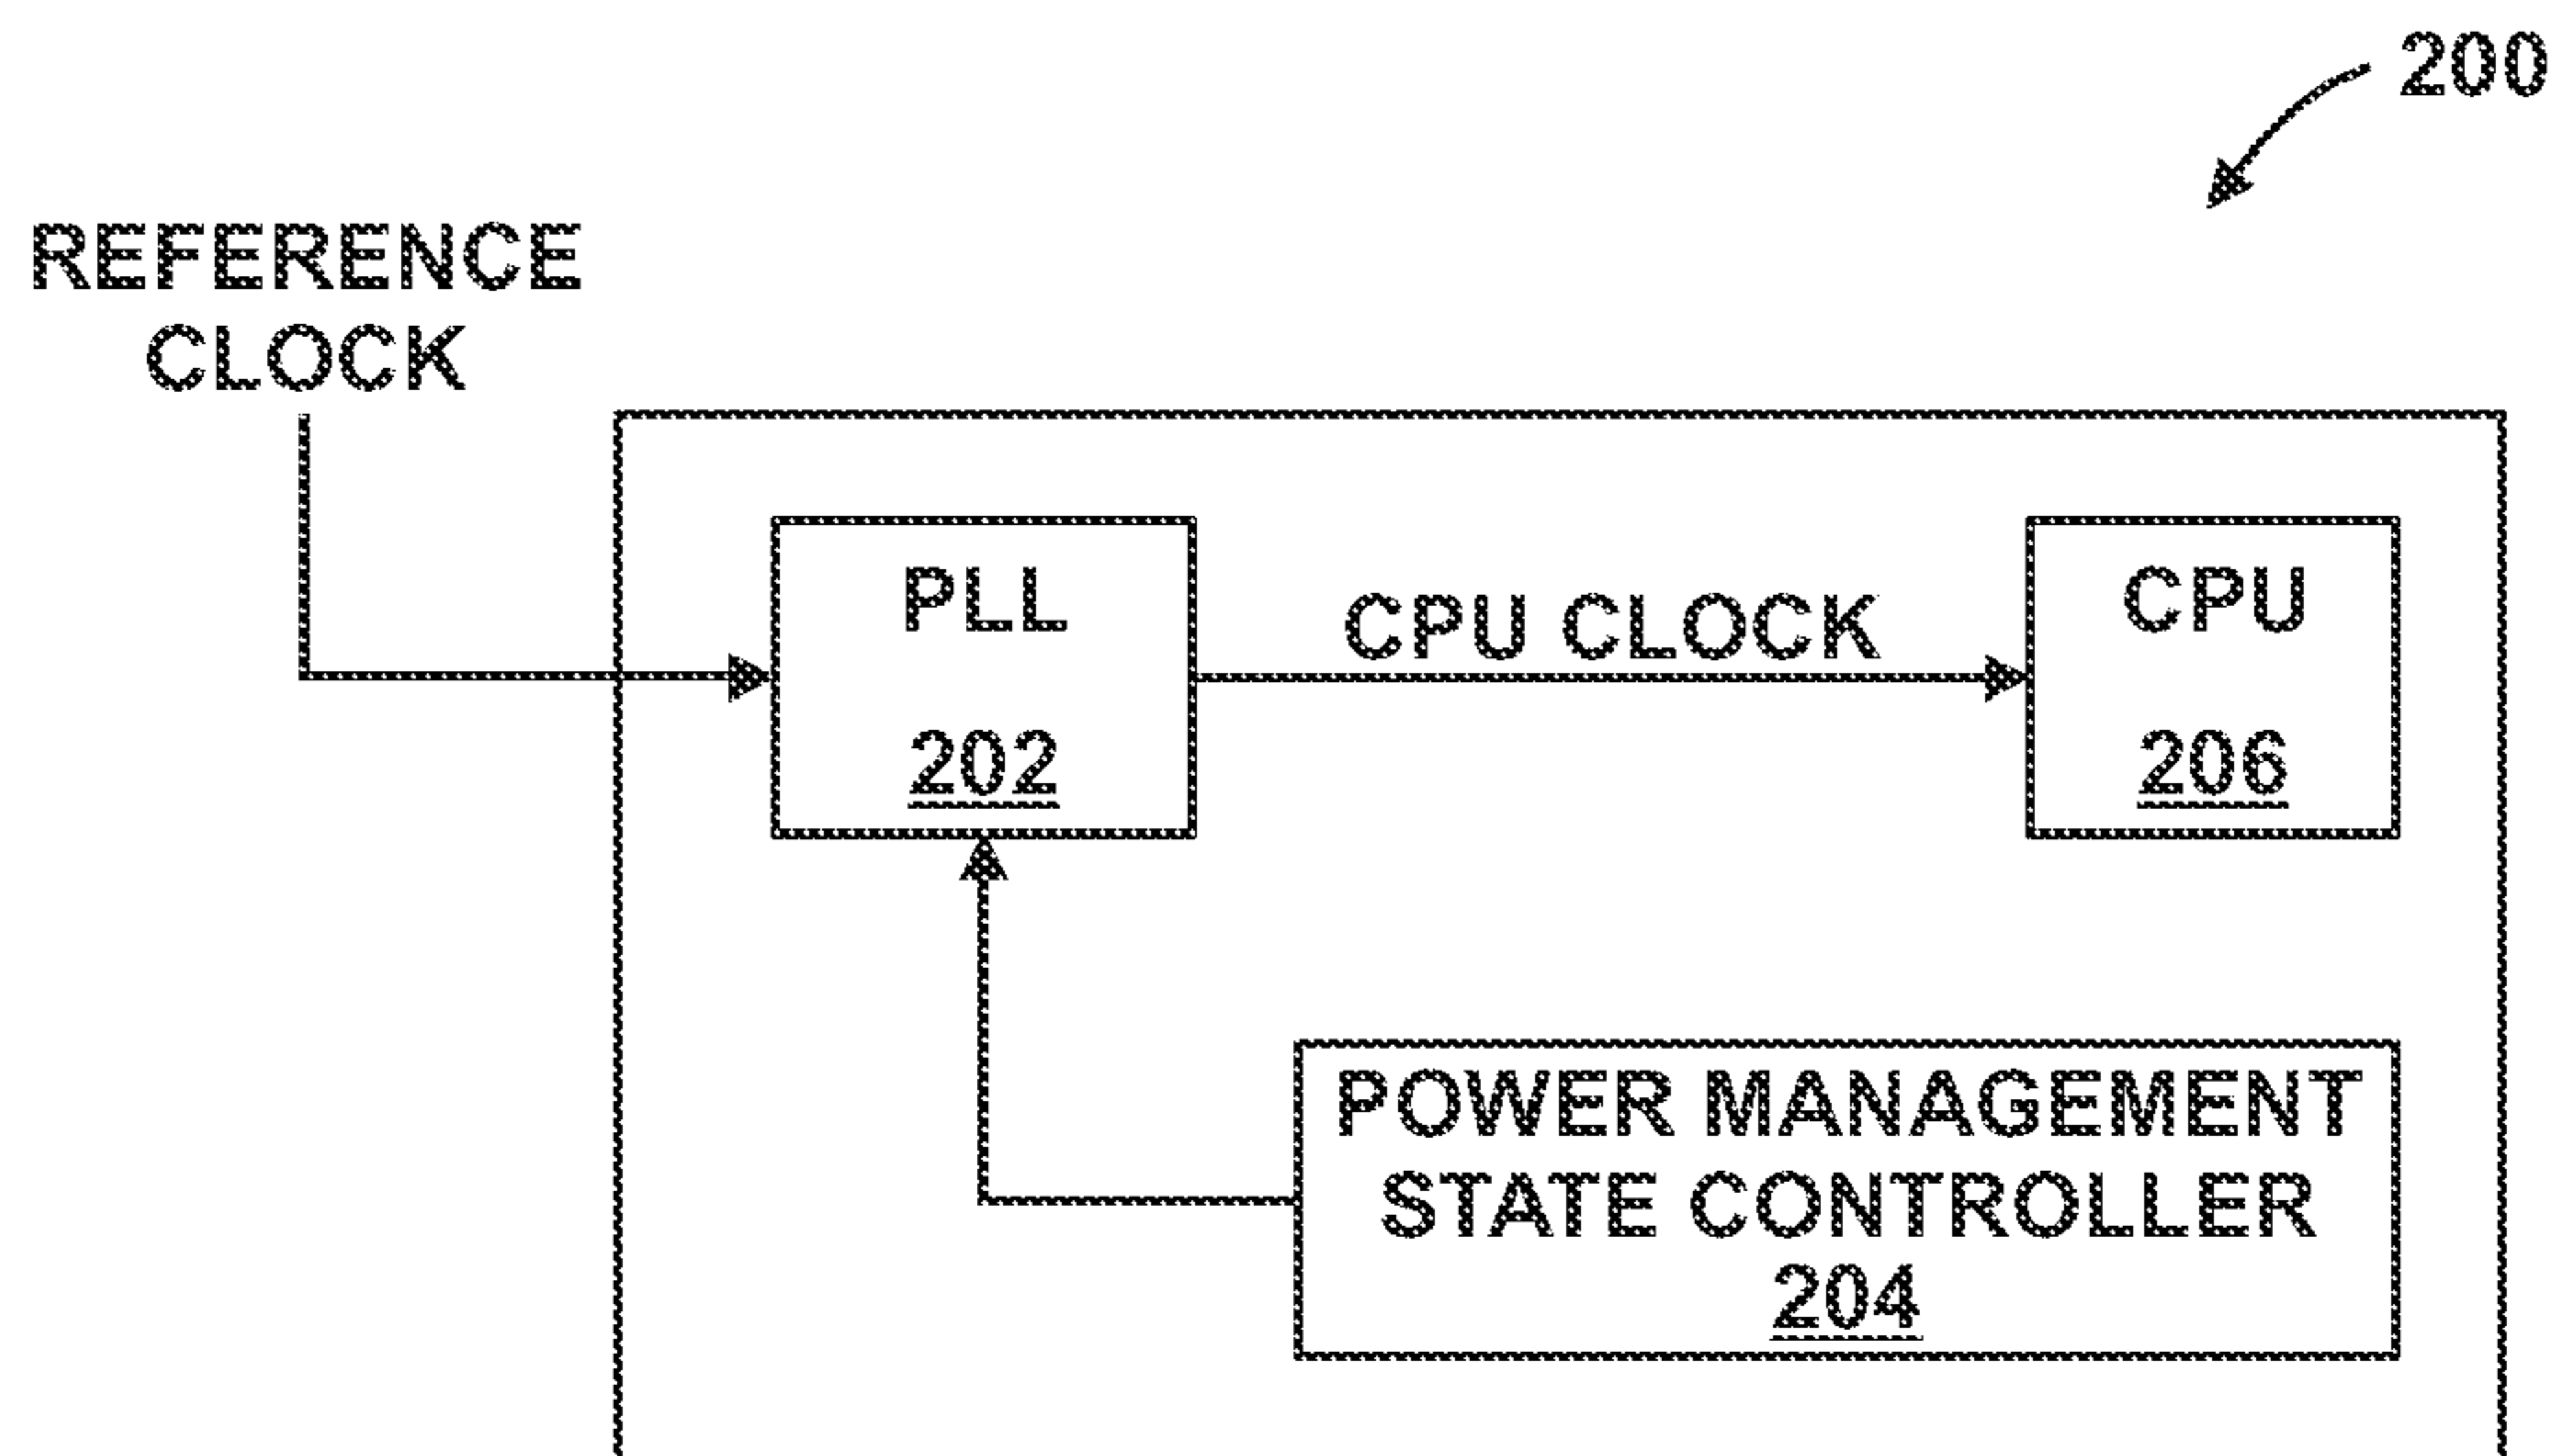 200
REFERENCE
CLOCK
PLL
202
CPU CLOCK
CPU
206
POWER MANAGEMENT
STATE CONTROLLER
204